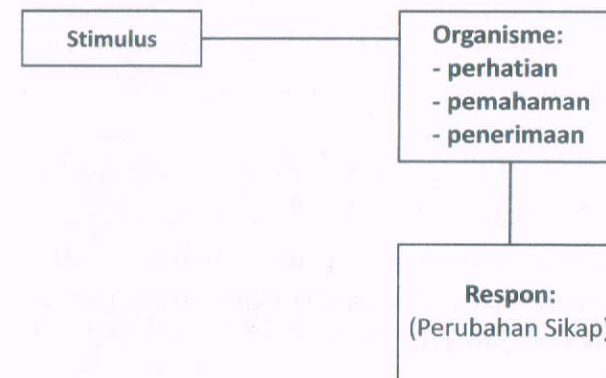 Stimulus
Organisme:
- perhatian
- pemahaman
- penerimaan
Respon:
(Perubahan Sikap)